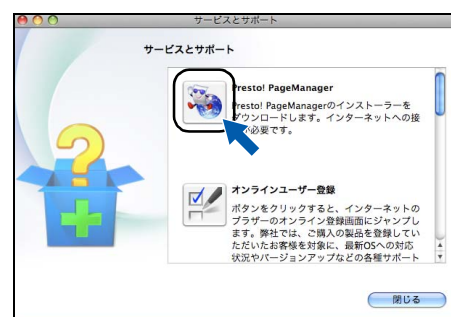 サービスとサポート
サービスとサポート
Presto! PageManager
Presto! PageManagerのインストーラーを
ダウンロードします。インターネットへの接
が必要です。
オンラインユーザー登録
ボタンをクリックすると、インターネットの
ブラザーのオンライン登録画面にジャンプし
ます。弊社では、ご購入の製品を登録してい
ただいたお客様を対象に、最新OSへの対応
状況やバージョンアップなどの各種サポート
閉じる